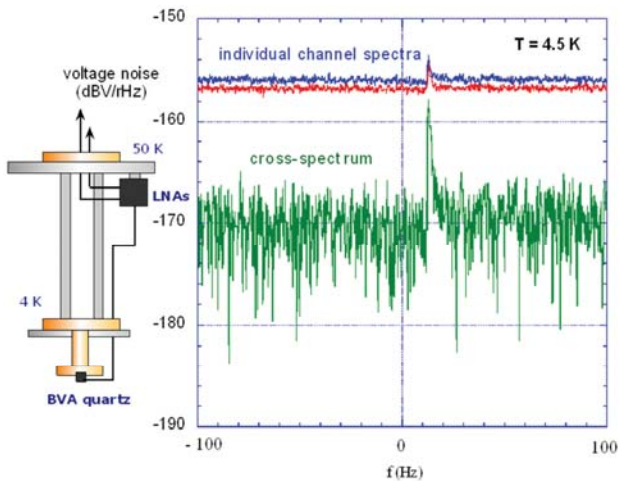 voltage noise
(dBV/rHz)
50 K
LNAs
4 K
BVA quartz
-150
-160
-170
-180
-190
individual channel spectra
T = 4.5 K
cross-spectrum
- 100
0
100
f (Hz)